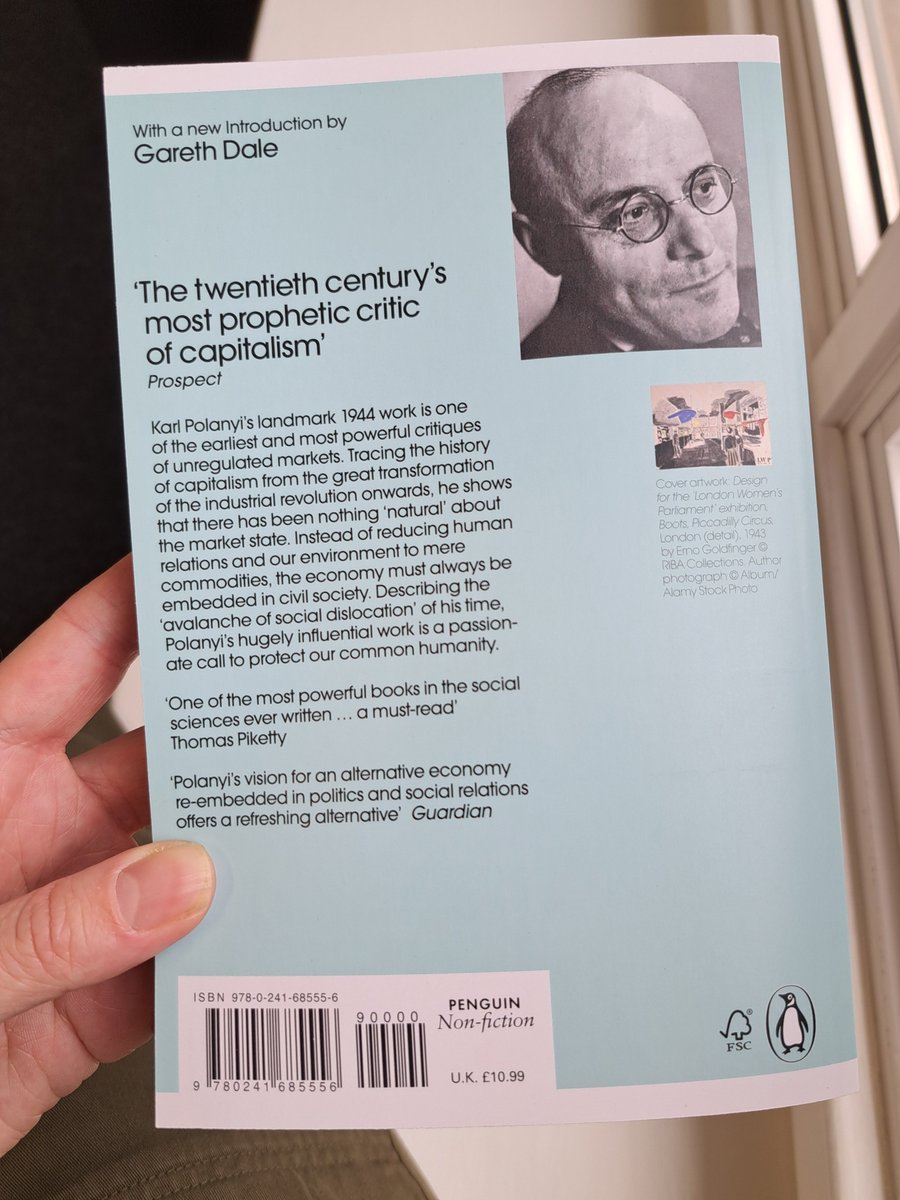 With a new Introduction by
Gareth Dale
‘The twentieth century’s
most prophetic critic
of capitalism’
Prospect
Karl Polanyi’s landmark 1944 work is one
of the earliest and most powerful critiques
of unregulated markets. Tracing the history
of capitalism from the great transformation
of the industrial revolution onwards, he shows
that there has been nothing ‘natural’ about
the market state. Instead of reducing human
relations and our environment to mere
commodities, the economy must always be
embedded in civil society. Describing the
‘avalanche of social dislocation’ of his time,
Polanyi’s hugely influential work is a passion-
ate call to protect our common humanity.
‘One of the most powerful books in the social
sciences ever written … a must-read’
Thomas Piketty
‘Polanyi’s vision for an alternative economy
re-embedded in politics and social relations
offers a refreshing alternative’ Guardian
Cover artwork: Design
for the ‘London Women’s
Parliament’ exhibition,
Boots, Piccadilly Circus,
London (detail), 1943
by Erno Goldfinger ©
RIBA Collections. Author
photograph © Album/
Alamy Stock Photo
ISBN 978-0-241-68555-6
90000
9 780241 685556
PENGUIN
Non-fiction
U.K. £10.99
FSC